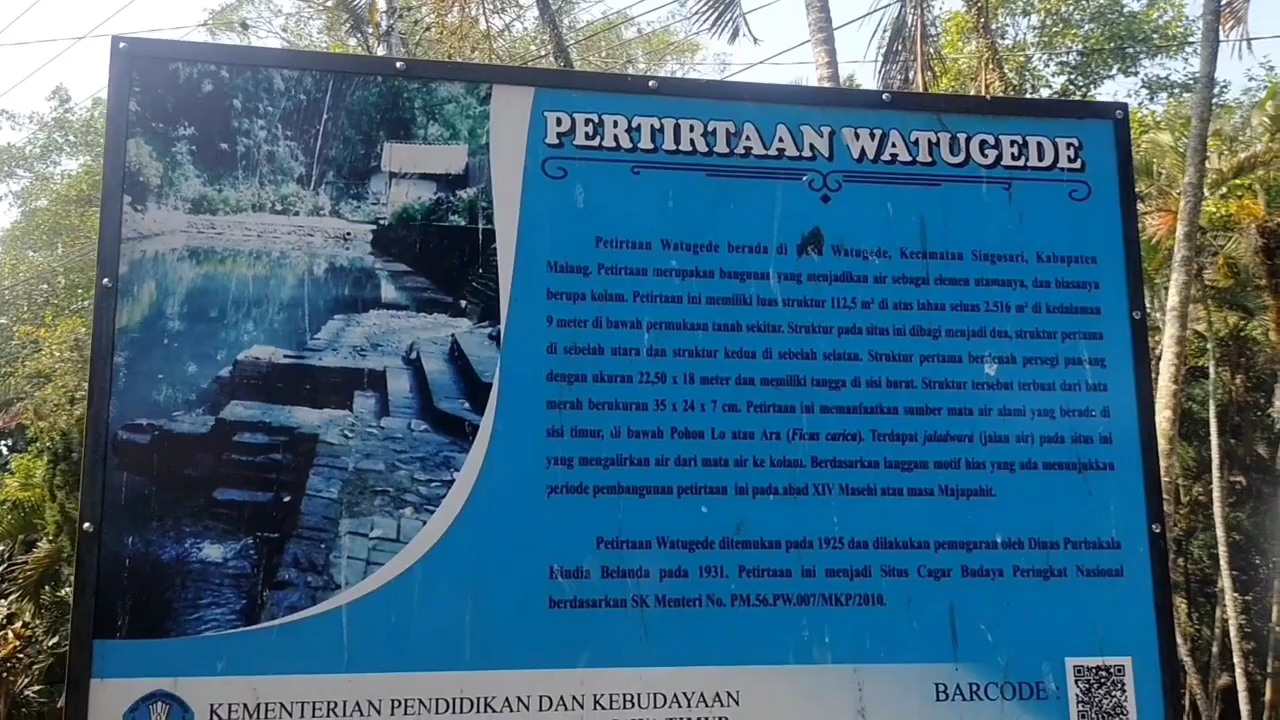 PERTIRTAAN WATUGEDE
Petirtaan Watugede berada di Watugede, Kecamatan Singosari, Kabupaten
Malang. Petirtaan merupakan bangunan yang menjadikan air sebagai elemen utamanya, dan biasanya
berupa kolam. Petirtaan ini memiliki luas struktur 112,5 m² di atas lahan seluas 2.516 m² di kedalaman
9 meter di bawah permukaan tanah sekitar. Struktur pada situs ini dibagi menjadi dua, struktur pertama
di sebelah utara dan struktur kedua di sebelah selatan. Struktur pertama berdenah persegi panjang
dengan ukuran 22,50 x 18 meter dan memiliki tangga di sisi barat. Struktur tersebut terbuat dari bata
merah berukuran 35 x 24 x 7 cm. Petirtaan ini memanfaatkan sumber mata air alami yang berada di
sisi timur, di bawah Pohon Lo atau Ara (Ficus carica). Terdapat jaladwara (jalan air) pada situs ini
yang mengalirkan air dari mata air ke kolam. Berdasarkan langgam motif hias yang ada menunjukkan
periode pembangunan petirtaan ini pada abad XIV Masehi atau masa Majapahit.
Petirtaan Watugede ditemukan pada 1925 dan dilakukan pemugaran oleh Dinas Purbakala
Hindia Belanda pada 1931. Petirtaan ini menjadi Situs Cagar Budaya Peringkat Nasional
berdasarkan SK Menteri No. PM.56.PW.007/MKP/2010.
KEMENTERIAN PENDIDIKAN DAN KEBUDAYAAN
BARCODE :
JAWA TIMUR